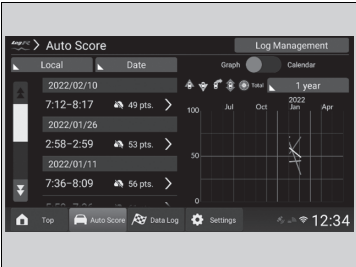 LogR > Auto Score
Log Management
Local
Date
Graph
Calendar
2022/02/10
7:12–8:17 49 pts. >
2022/01/26
2:58–2:59 53 pts. >
2022/01/11
7:36–8:09 56 pts. >
Total
1 year
100
50
0
Jul
Oct
2022
Jan
Apr
Top
Auto Score
Data Log
Settings
12:34